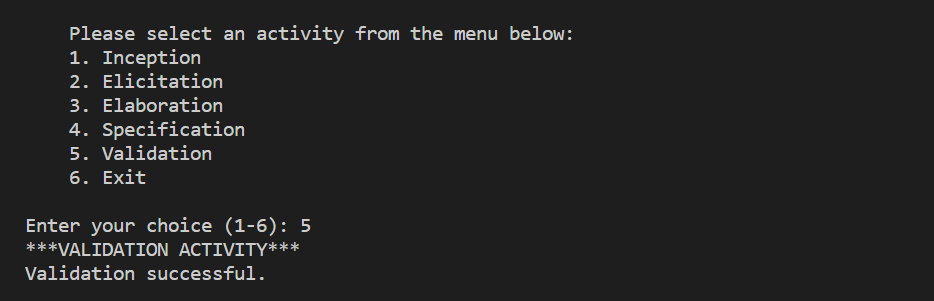 Please select an activity from the menu below:
1. Inception
2. Elicitation
3. Elaboration
4. Specification
5. Validation
6. Exit
Enter your choice (1-6): 5
***VALIDATION ACTIVITY***
Validation successful.